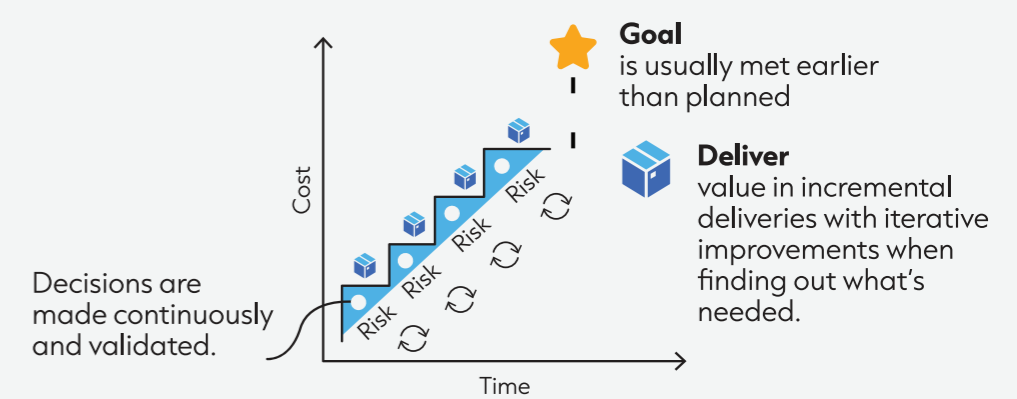 Goal
is usually met earlier
than planned
Deliver
value in incremental
deliveries with iterative
improvements when
finding out what's
needed.
Cost
Risk
Risk
Risk
Risk
Decisions are
made continuously
and validated.
Time